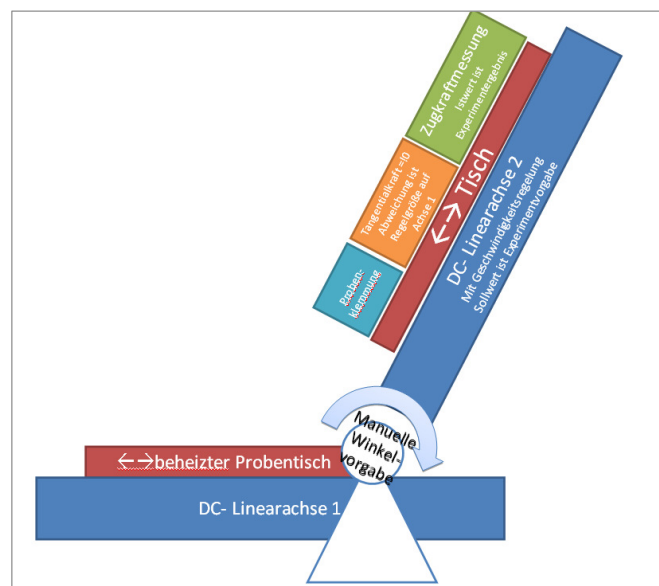 Zugkraftmessung
Istwert ist
Experimentergebnis
Tangentialkraft =!0
Abweichung ist
Regelgröße auf
Achse 1
Proben-
klemmung
←→ Tisch
DC- Linearachse 2
Mit Geschwindigkeitsregelung
Sollwert ist Experimentvorgabe
Manuelle
Winkel-
vorgabe
←→beheizter Probentisch
DC- Linearachse 1